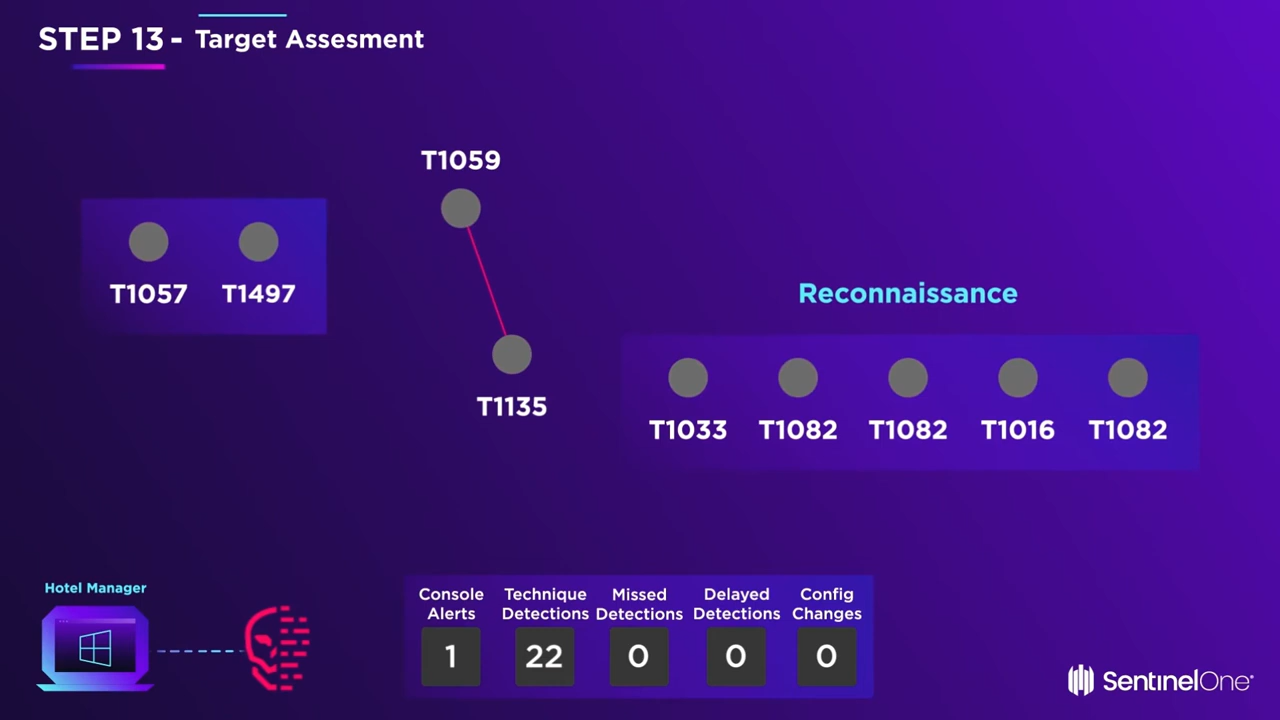 STEP 13 - Target Assesment
T1059
T1057 T1497
Reconnaissance
T1135
T1033 T1082 T1082 T1016 T1082
Hotel Manager
Console Alerts
Technique Detections
Missed Detections
Delayed Detections
Config Changes
1 22 0 0 0
SentinelOne®